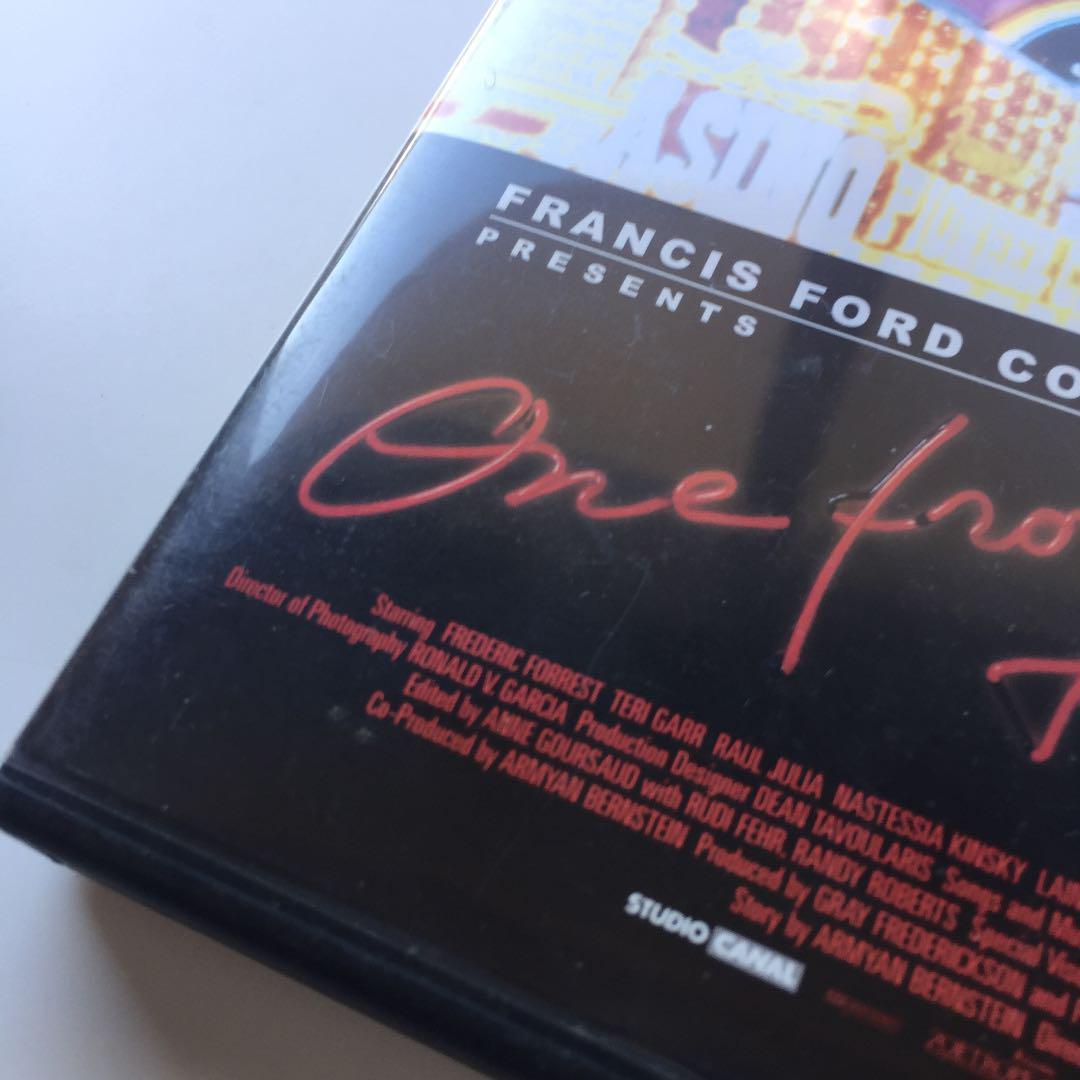 FRANCIS FORD CO
PRESENTS
One fro
Starring FREDERIC FORREST TERI GARR RAUL JULIA NASTESSIA KINSKY LAIN
Director of Photography RONALD V. GARCIA Production Designer DEAN TAVOULARIS Songs and
Edited by ANNE GOURSAUD with RUDI FEHR, RANDY ROBERTS Special
Co-Produced by ARMYAN BERNSTEIN Produced by GRAY FREDERICKSON and
Story by ARMYAN BERNSTEIN
STUDIO CANAL